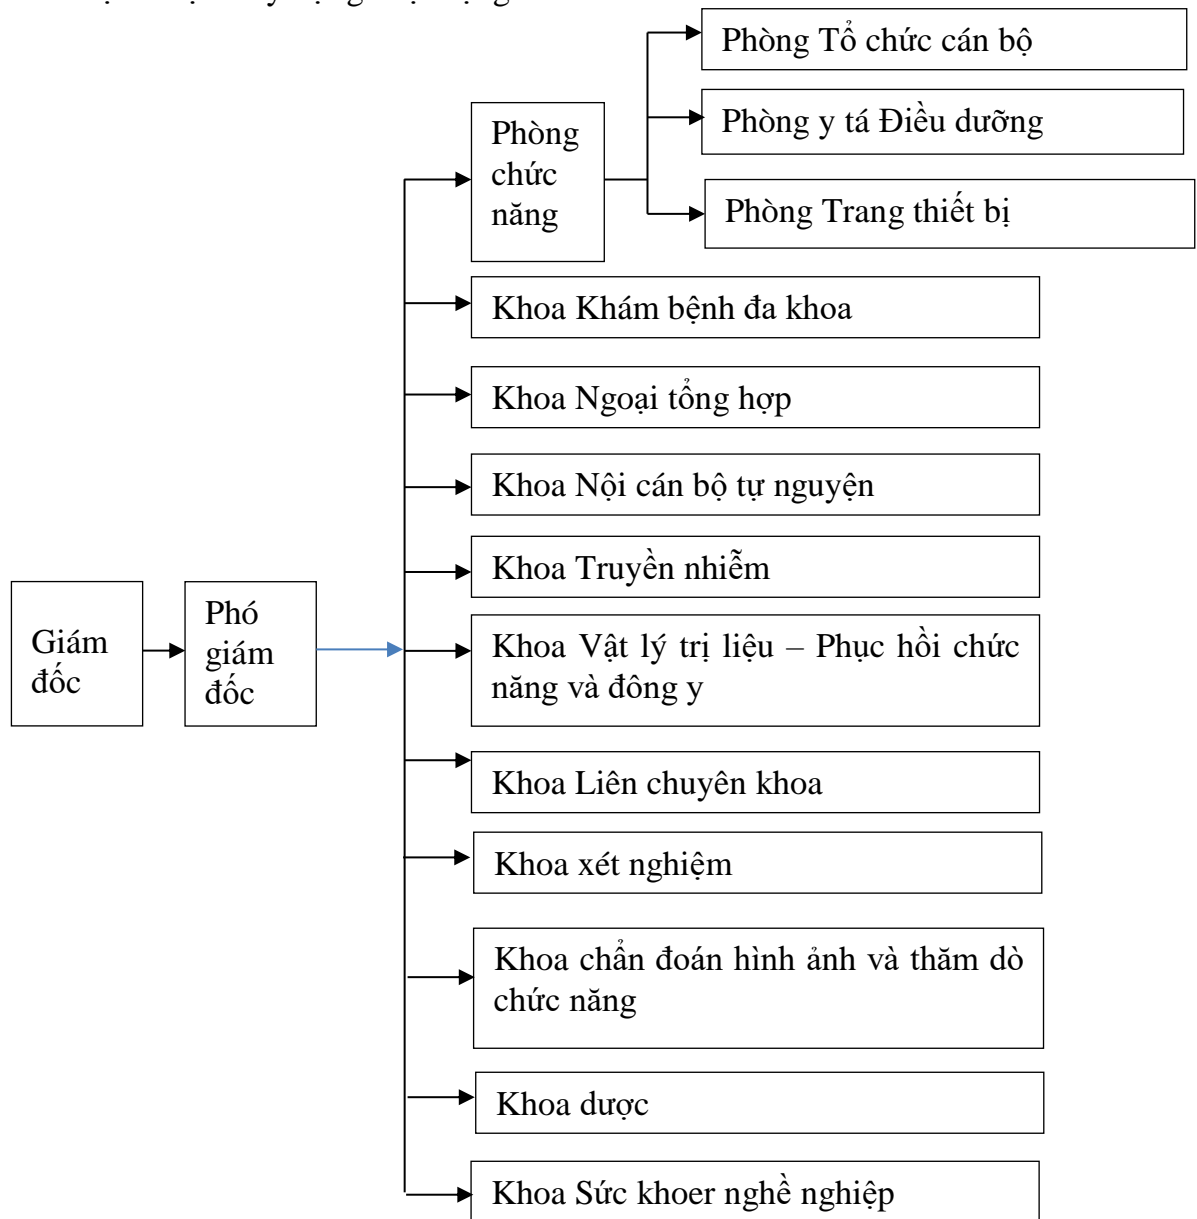 Phòng Tổ chức cán bộ
Phòng y tá Điều dưỡng
Phòng Trang thiết bị
Phòng
chức
năng
Khoa Khám bệnh đa khoa
Khoa Ngoại tổng hợp
Khoa Nội cán bộ tự nguyện
Khoa Truyền nhiễm
Giám
đốc
Phó
giám
đốc
Khoa Vật lý trị liệu – Phục hồi chức
năng và đông y
Khoa Liên chuyên khoa
Khoa xét nghiệm
Khoa chẩn đoán hình ảnh và thăm dò
chức năng
Khoa dược
Khoa Sức khoer nghề nghiệp